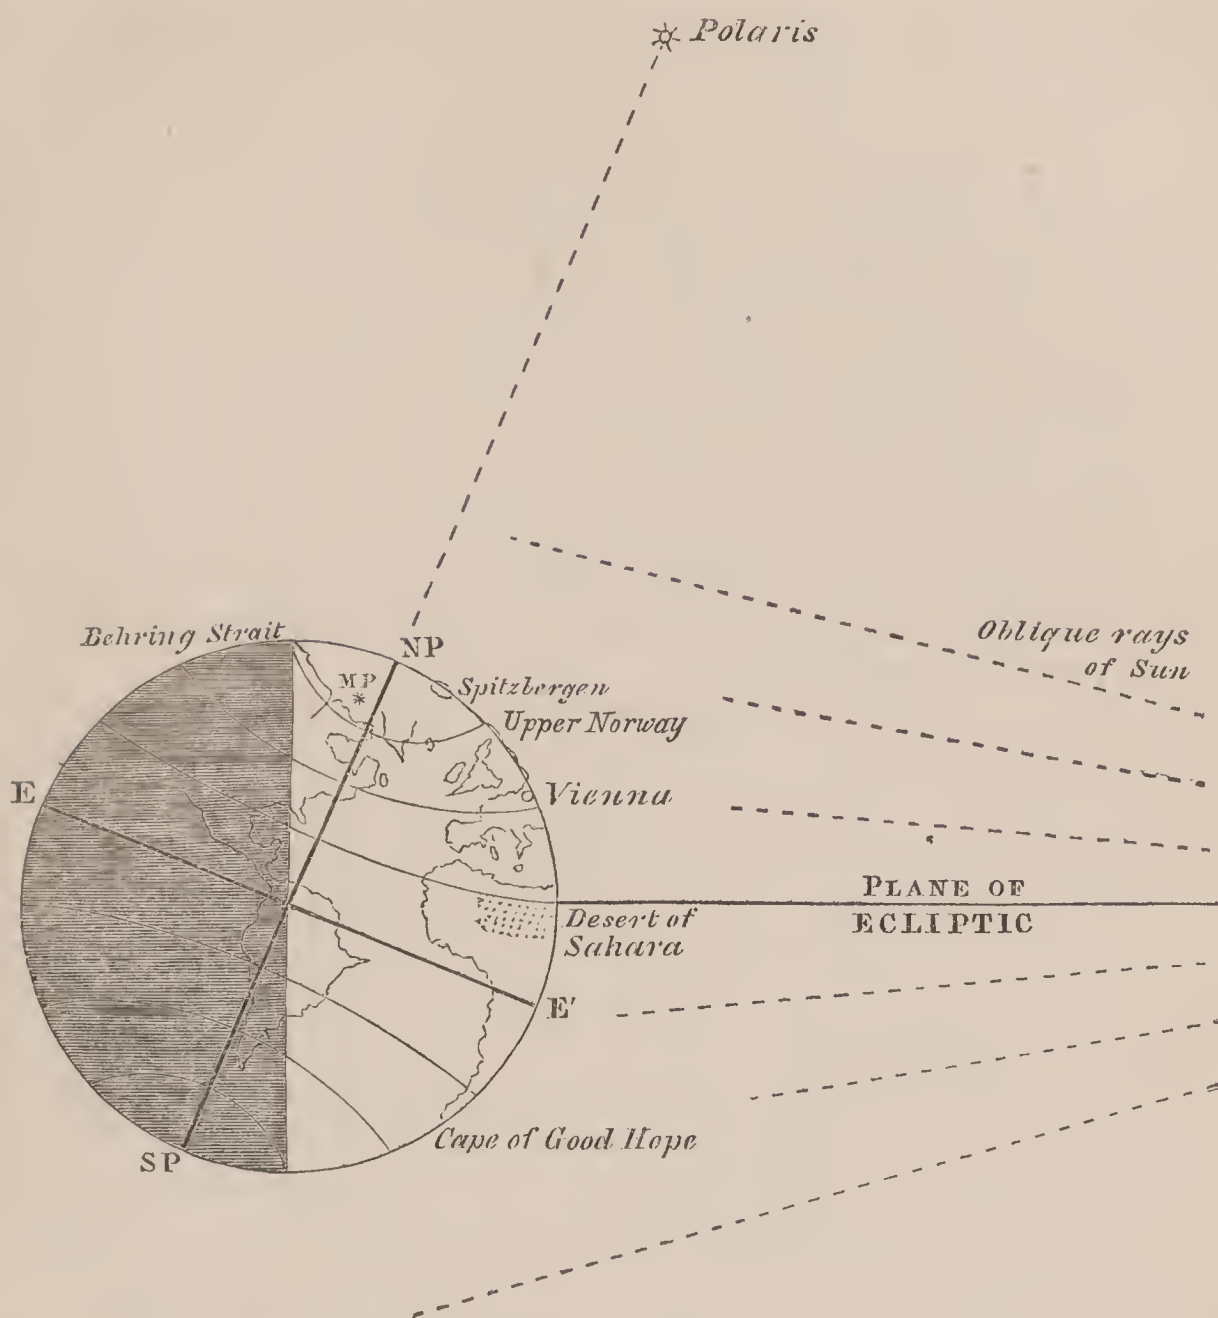 Polaris
Oblique rays
of Sun
Behring Strait
NP
MP
Spitzbergen
Upper Norway
E
Vienna
PLANE OF
ECLIPTIC
Desert of
Sahara
E'
Cape of Good Hope
SP